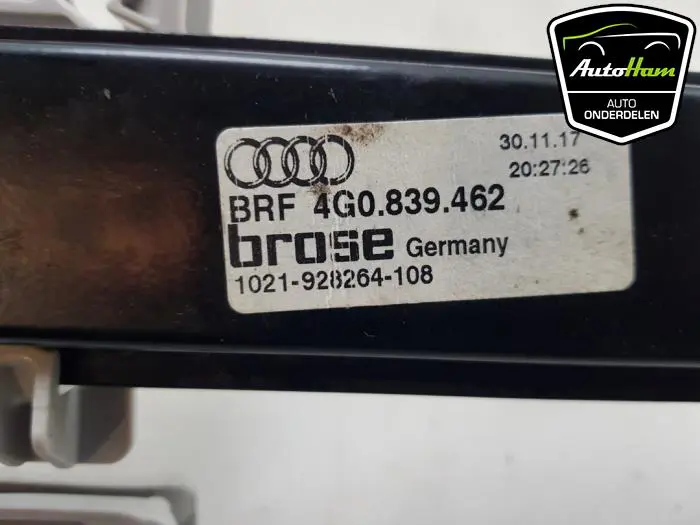 AutoHam
AUTO
ONDERDELEN
30.11.17
20:27:26
BRF 4G0.839.462
brose Germany
1021-928264-108